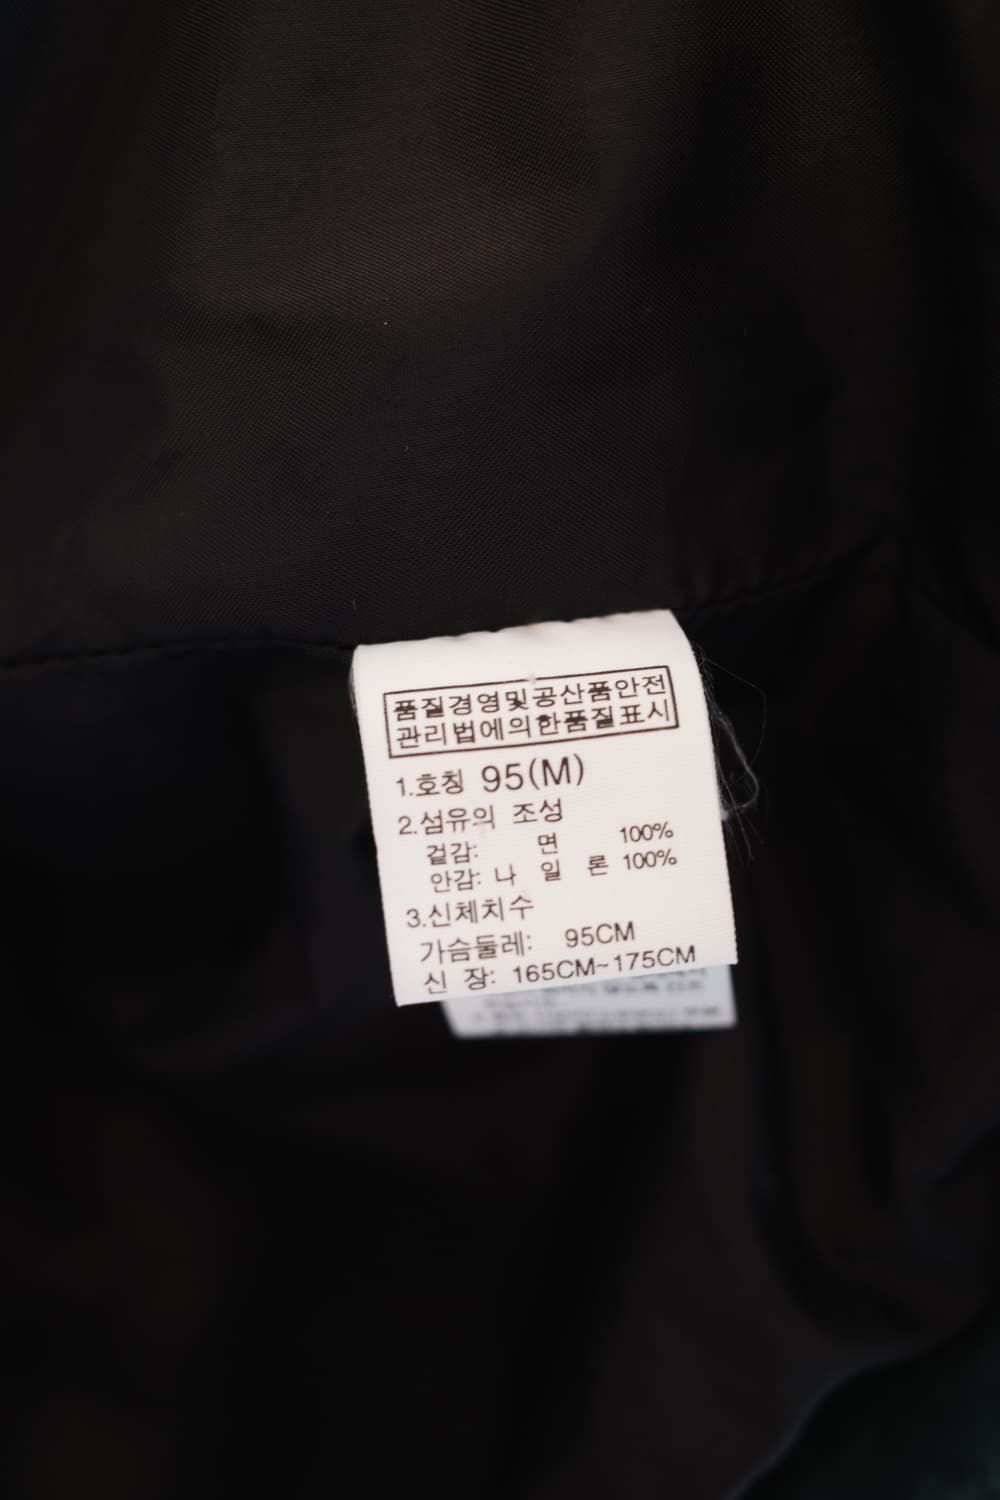 품질경영및공산품안전
관리법에의한품질표시
1.호칭 95(M)
2.섬유의 조성
겉감: 면 100%
안감: 나 일 론 100%
3.신체치수
가슴둘레: 95CM
신 장: 165CM~175CM